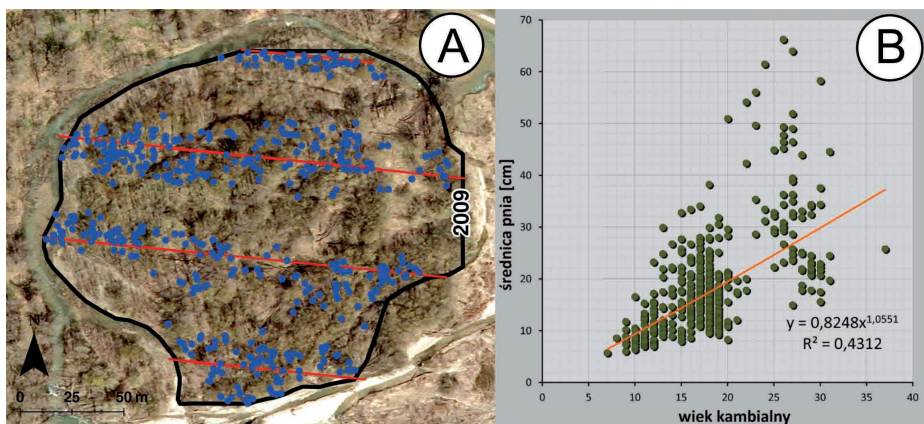 A
2009
N
0 25 50 m
B
średnica pnia [cm]
70
60
50
40
30
20
10
0
y = 0,8248x^1,0551
R² = 0,4312
0 5 10 15 20 25 30 35 40
wiek kambialny